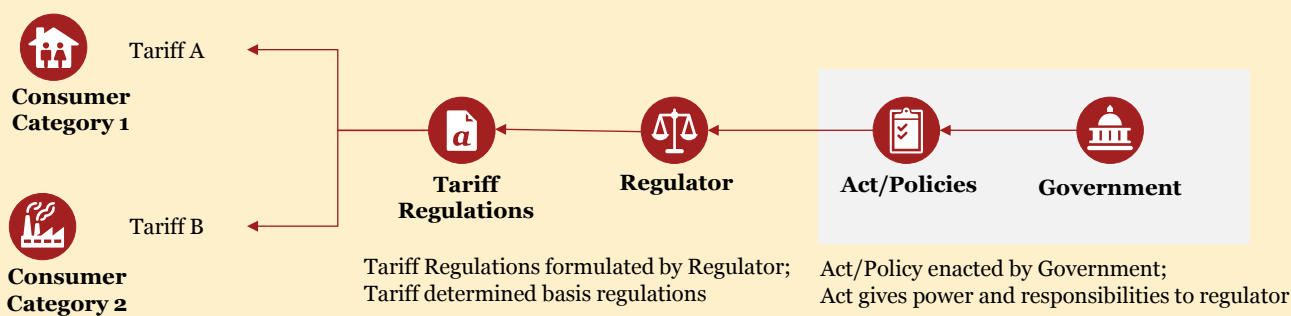 Tariff A
Consumer
Category 1
a
Tariff
Regulations
Regulator
Act/Policies
Government
Tariff B
Consumer
Category 2
Tariff Regulations formulated by Regulator;
Tariff determined basis regulations
Act/Policy enacted by Government;
Act gives power and responsibilities to regulator